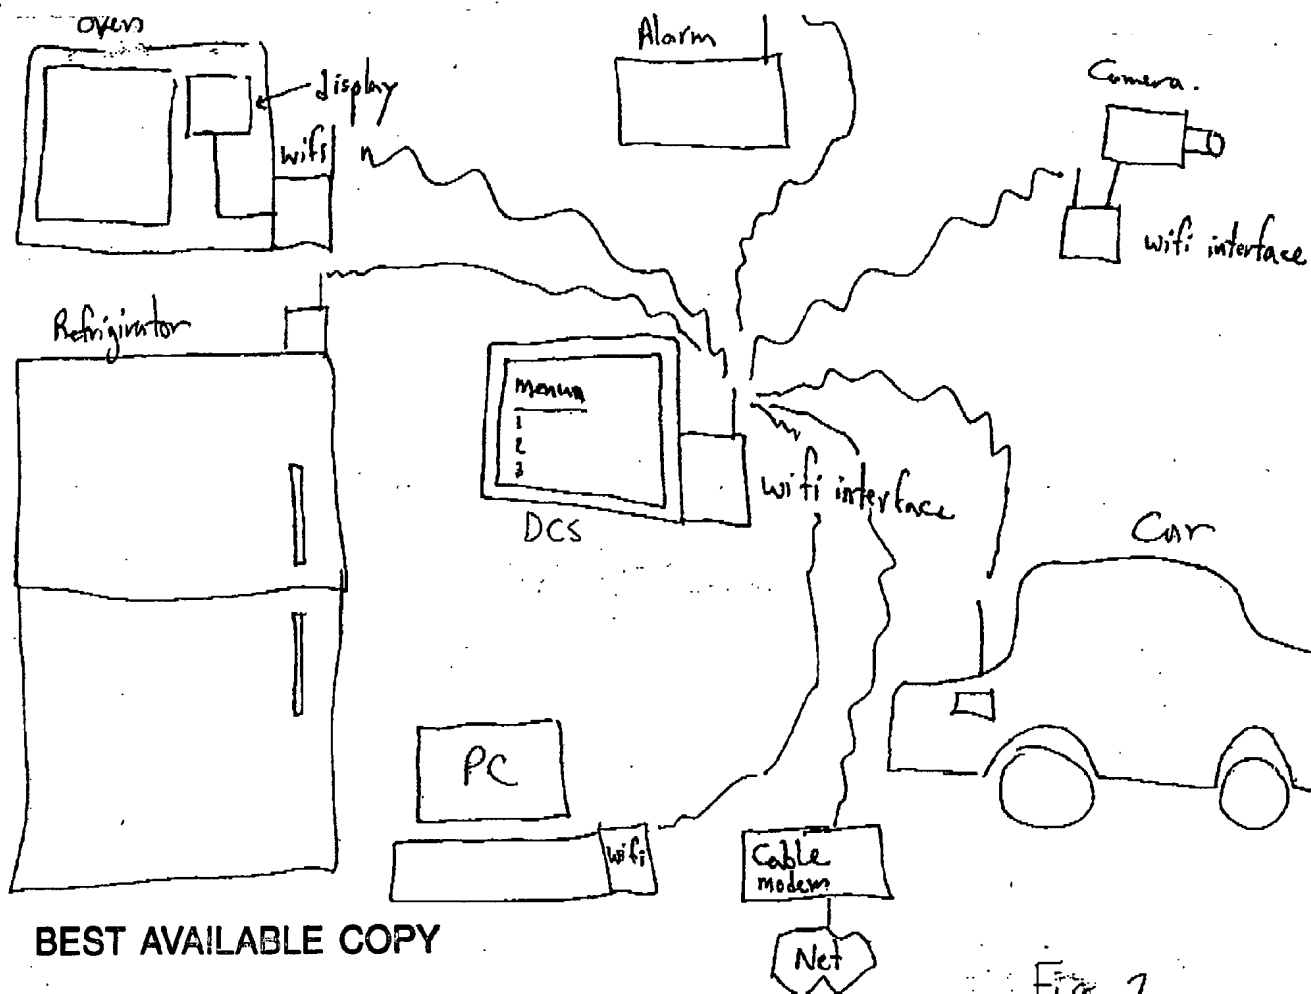 oven
display
wifi
Alarm
Camera.
wifi interface
Refrigirator
menu
1
2
3
DCS
wifi interface
Car
PC
wifi
Cable
modem
Net
BEST AVAILABLE COPY
Fig